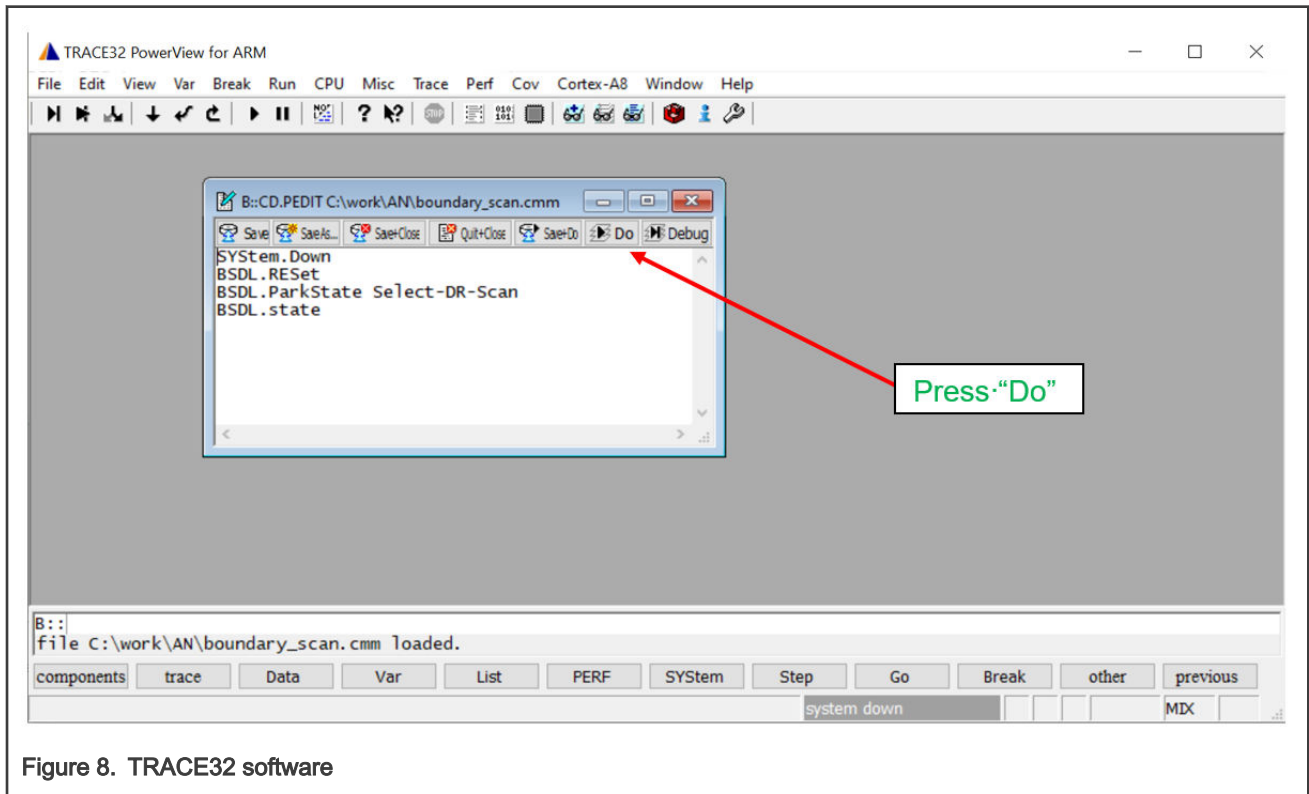 TRACE32 PowerView for ARM
File Edit View Var Break Run CPU Misc Trace Perf Cov Cortex-A8 Window Help
B::CD.PEDIT C:\work\AN\boundary_scan.cmm
Save SaveAs... Save+Close Quit+Close Save+Do Do Debug
SYStem.Down
BSDL.RESet
BSDL.ParkState Select-DR-Scan
BSDL.state
Press·“Do”
B::
file C:\work\AN\boundary_scan.cmm loaded.
components trace Data Var List PERF SYStem Step Go Break other previous
system down MIX
Figure 8. TRACE32 software